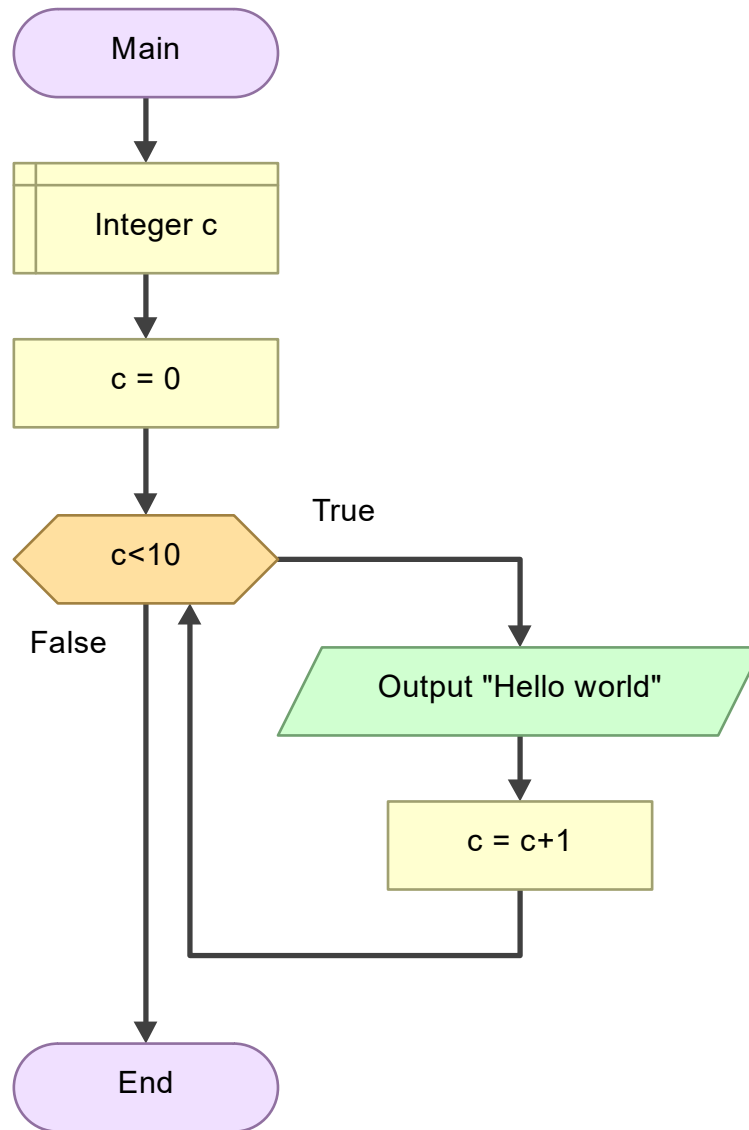 Main
Integer c
c = 0
True
c<10
False
Output "Hello world"
c = c+1
End